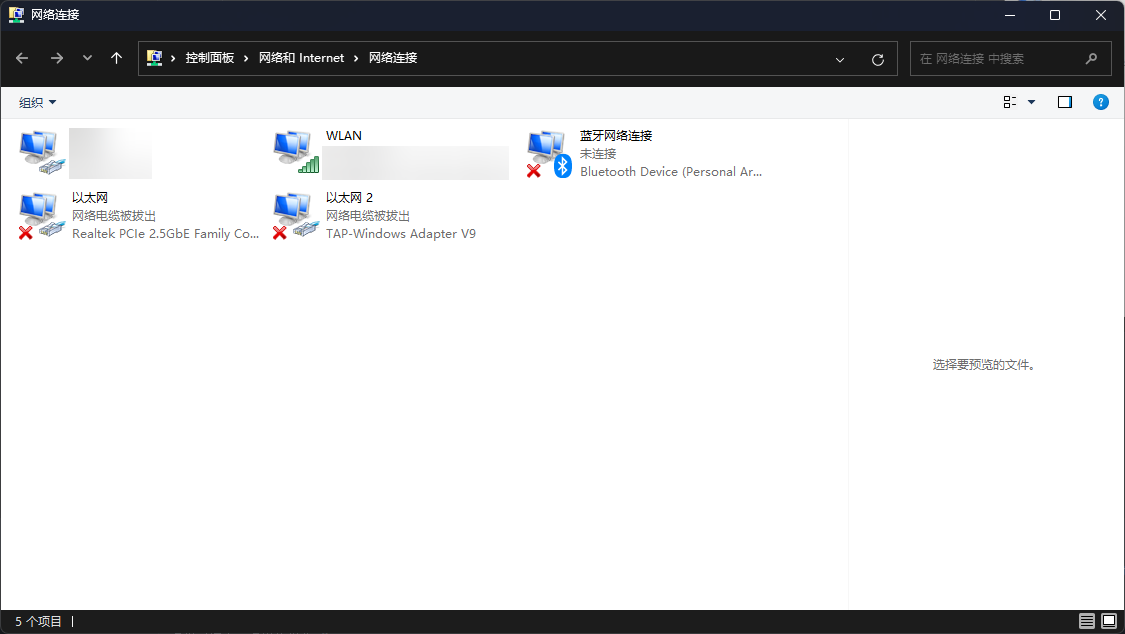 网络连接
控制面板 › 网络和 Internet › 网络连接
在 网络连接 中搜索
组织
WLAN
蓝牙网络连接
未连接
Bluetooth Device (Personal Ar...
以太网
网络电缆被拔出
Realtek PCIe 2.5GbE Family Co...
以太网 2
网络电缆被拔出
TAP-Windows Adapter V9
选择要预览的文件。
5 个项目